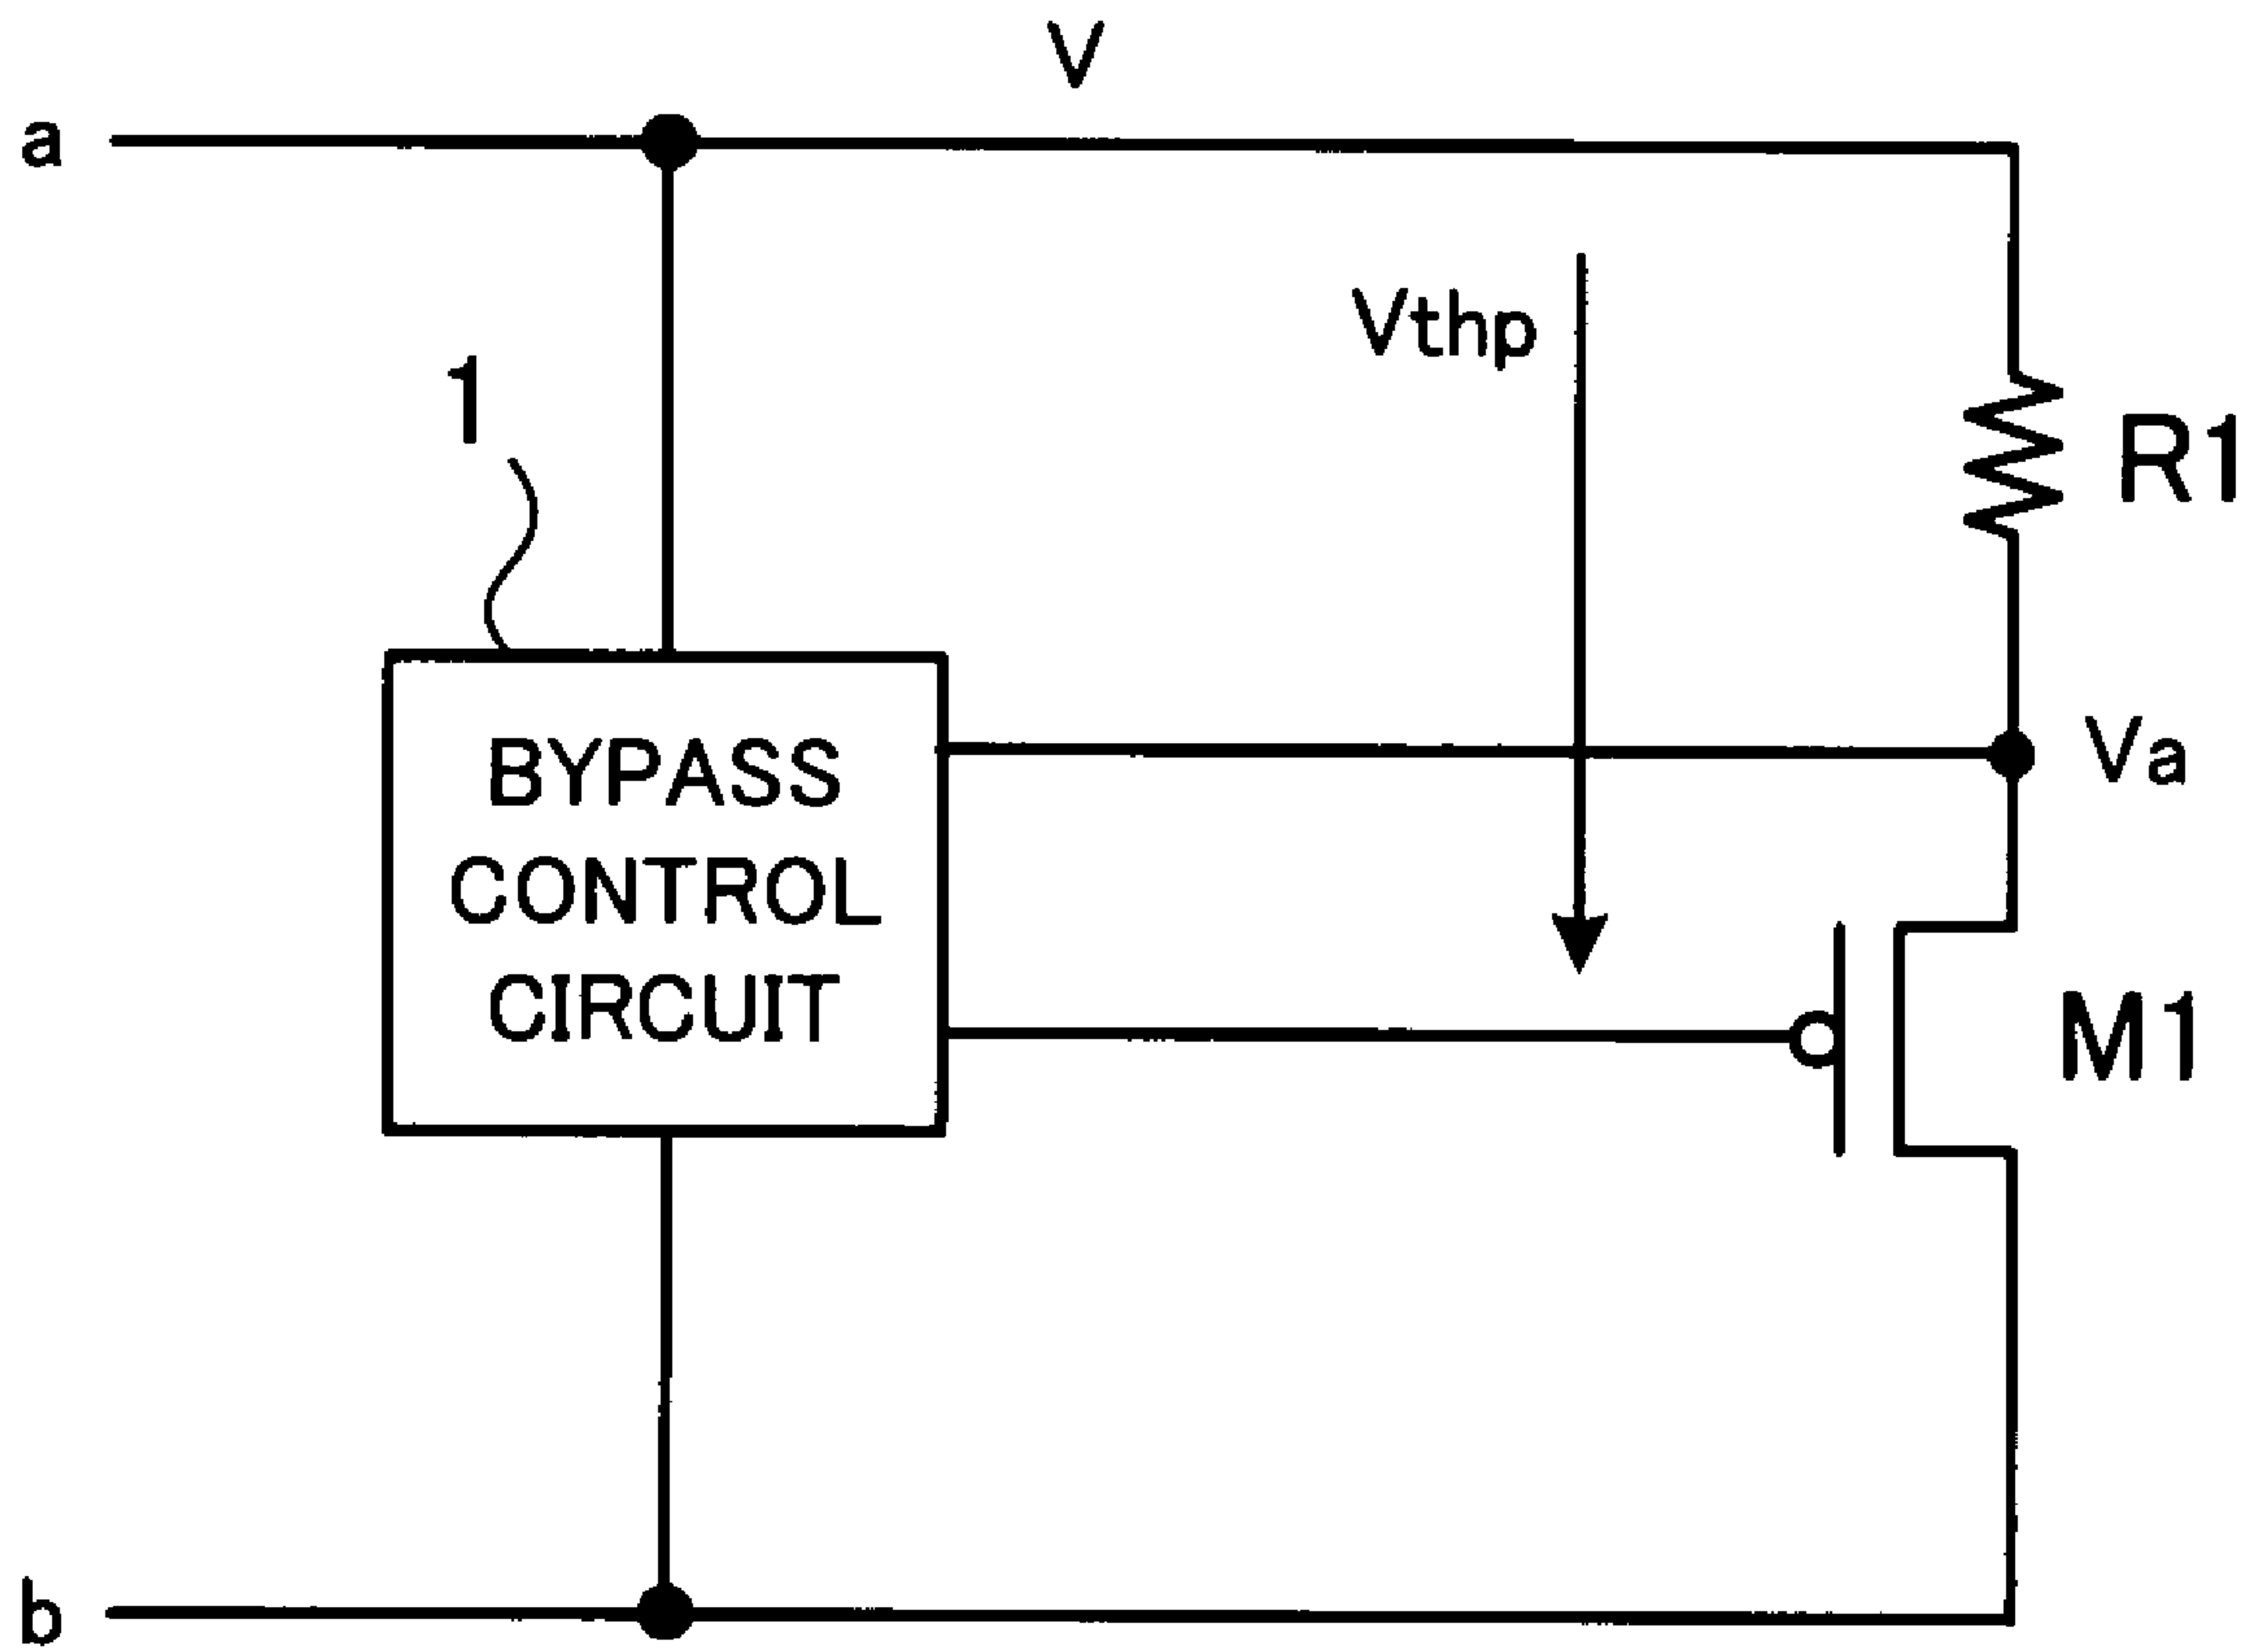 V
a
Vthp
1
R1
BYPASS
CONTROL
CIRCUIT
Va
M1
b